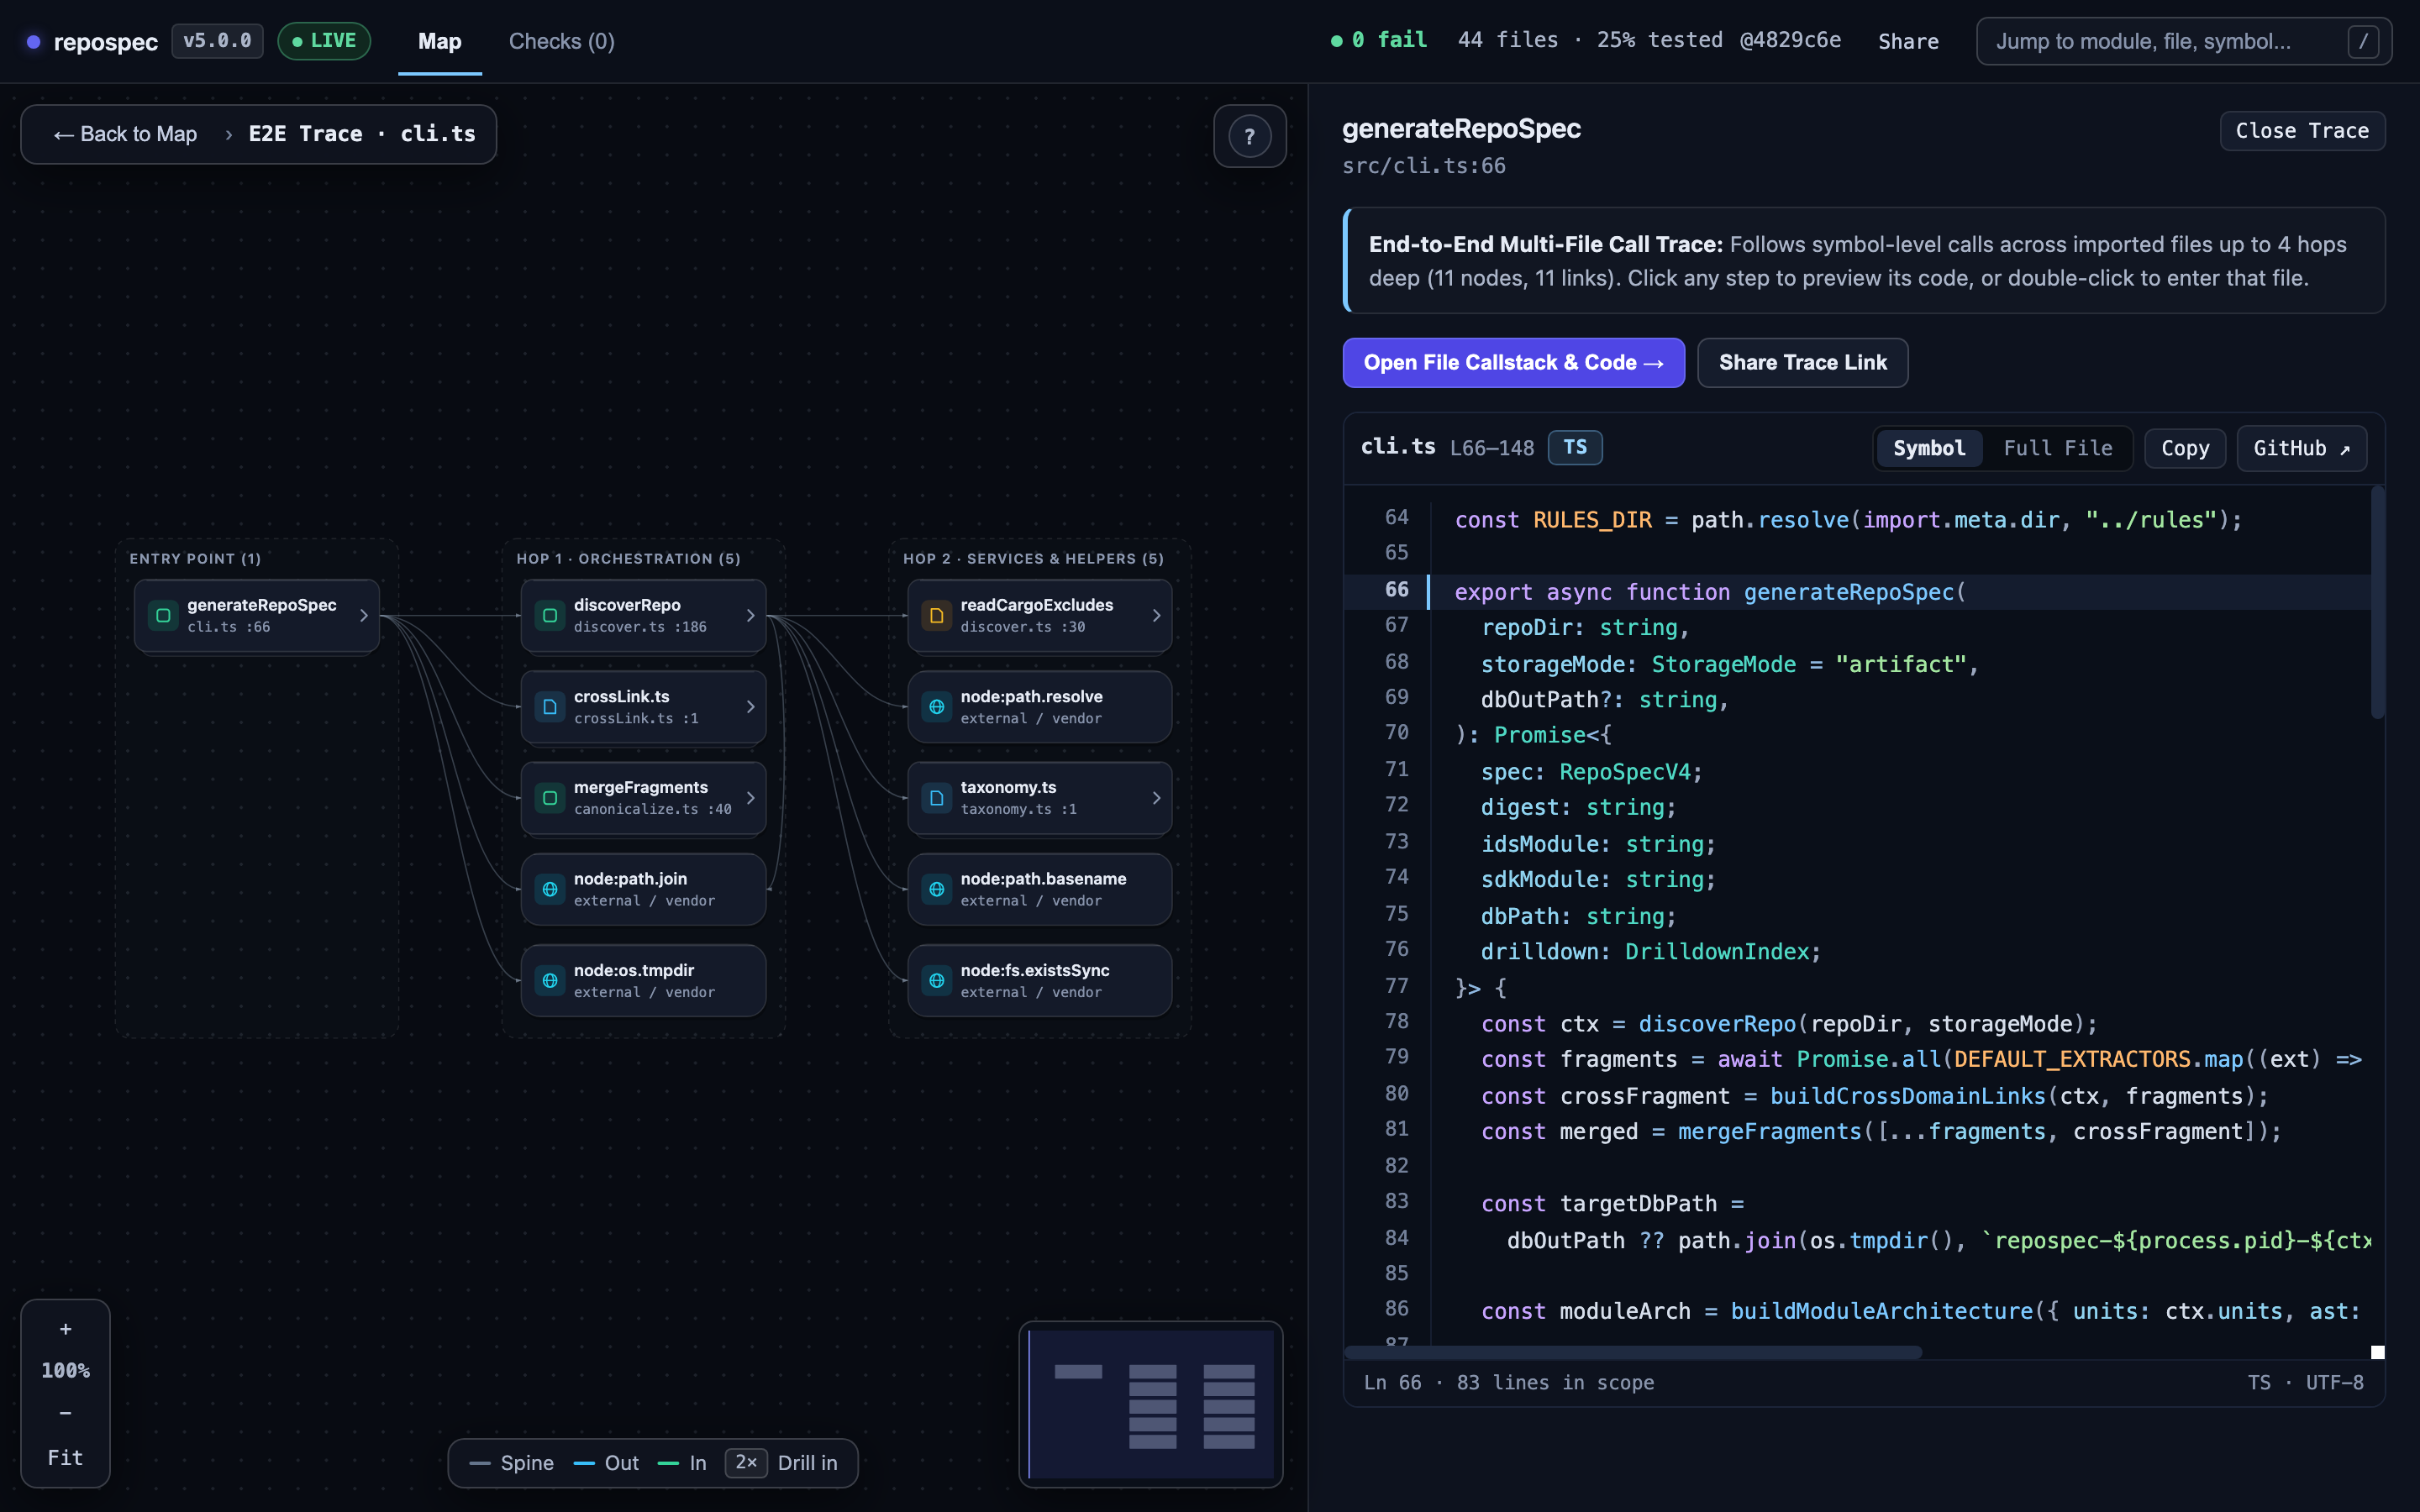 repospec v5.0.0 LIVE Map Checks (0) 0 fail 44 files · 25% tested @4829c6e Share Jump to module, file, symbol... /
← Back to Map › E2E Trace · cli.ts
?
ENTRY POINT (1)
generateRepoSpec
cli.ts :66
HOP 1 · ORCHESTRATION (5)
discoverRepo
discover.ts :186
crossLink.ts
crossLink.ts :1
mergeFragments
canonicalize.ts :40
node:path.join
external / vendor
node:os.tmpdir
external / vendor
HOP 2 · SERVICES & HELPERS (5)
readCargoExcludes
discover.ts :30
node:path.resolve
external / vendor
taxonomy.ts
taxonomy.ts :1
node:path.basename
external / vendor
node:fs.existsSync
external / vendor
+
100%
−
Fit
Spine Out In 2× Drill in
generateRepoSpec
Close Trace
src/cli.ts:66
End-to-End Multi-File Call Trace: Follows symbol-level calls across imported files up to 4 hops
deep (11 nodes, 11 links). Click any step to preview its code, or double-click to enter that file.
Open File Callstack & Code → Share Trace Link
cli.ts L66–148 TS Symbol Full File Copy GitHub ↗
64 const RULES_DIR = path.resolve(import.meta.dir, "../rules");
65
66 export async function generateRepoSpec(
67 repoDir: string,
68 storageMode: StorageMode = "artifact",
69 dbOutPath?: string,
70 ): Promise<{
71 spec: RepoSpecV4;
72 digest: string;
73 idsModule: string;
74 sdkModule: string;
75 dbPath: string;
76 drilldown: DrilldownIndex;
77 }> {
78 const ctx = discoverRepo(repoDir, storageMode);
79 const fragments = await Promise.all(DEFAULT_EXTRACTORS.map((ext) =>
80 const crossFragment = buildCrossDomainLinks(ctx, fragments);
81 const merged = mergeFragments([...fragments, crossFragment]);
82
83 const targetDbPath =
84 dbOutPath ?? path.join(os.tmpdir(), `repospec-${process.pid}-${ctx
85
86 const moduleArch = buildModuleArchitecture({ units: ctx.units, ast:
87
Ln 66 · 83 lines in scope
TS · UTF-8